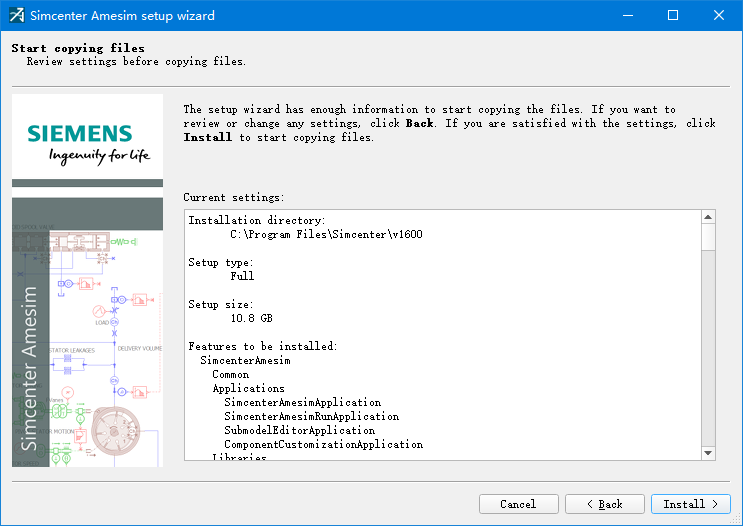 Simcenter Amesim setup wizard
Start copying files
Review settings before copying files.
SIEMENS
Ingenuity for life
The setup wizard has enough information to start copying the files. If you want to
review or change any settings, click Back. If you are satisfied with the settings, click
Install to start copying files.
Current settings:
Installation directory:
C:\Program Files\Simcenter\v1600
Setup type:
Full
Setup size:
10.8 GB
Features to be installed:
SimcenterAmesim
Common
Applications
SimcenterAmesimApplication
SimcenterAmesimRunApplication
SubmodelEditorApplication
ComponentCustomizationApplication
Libraries
LOAD
STATOR LEAKAGES
DELIVERY VOLUME
MOTION
Simcenter Amesim
Cancel
< Back
Install >